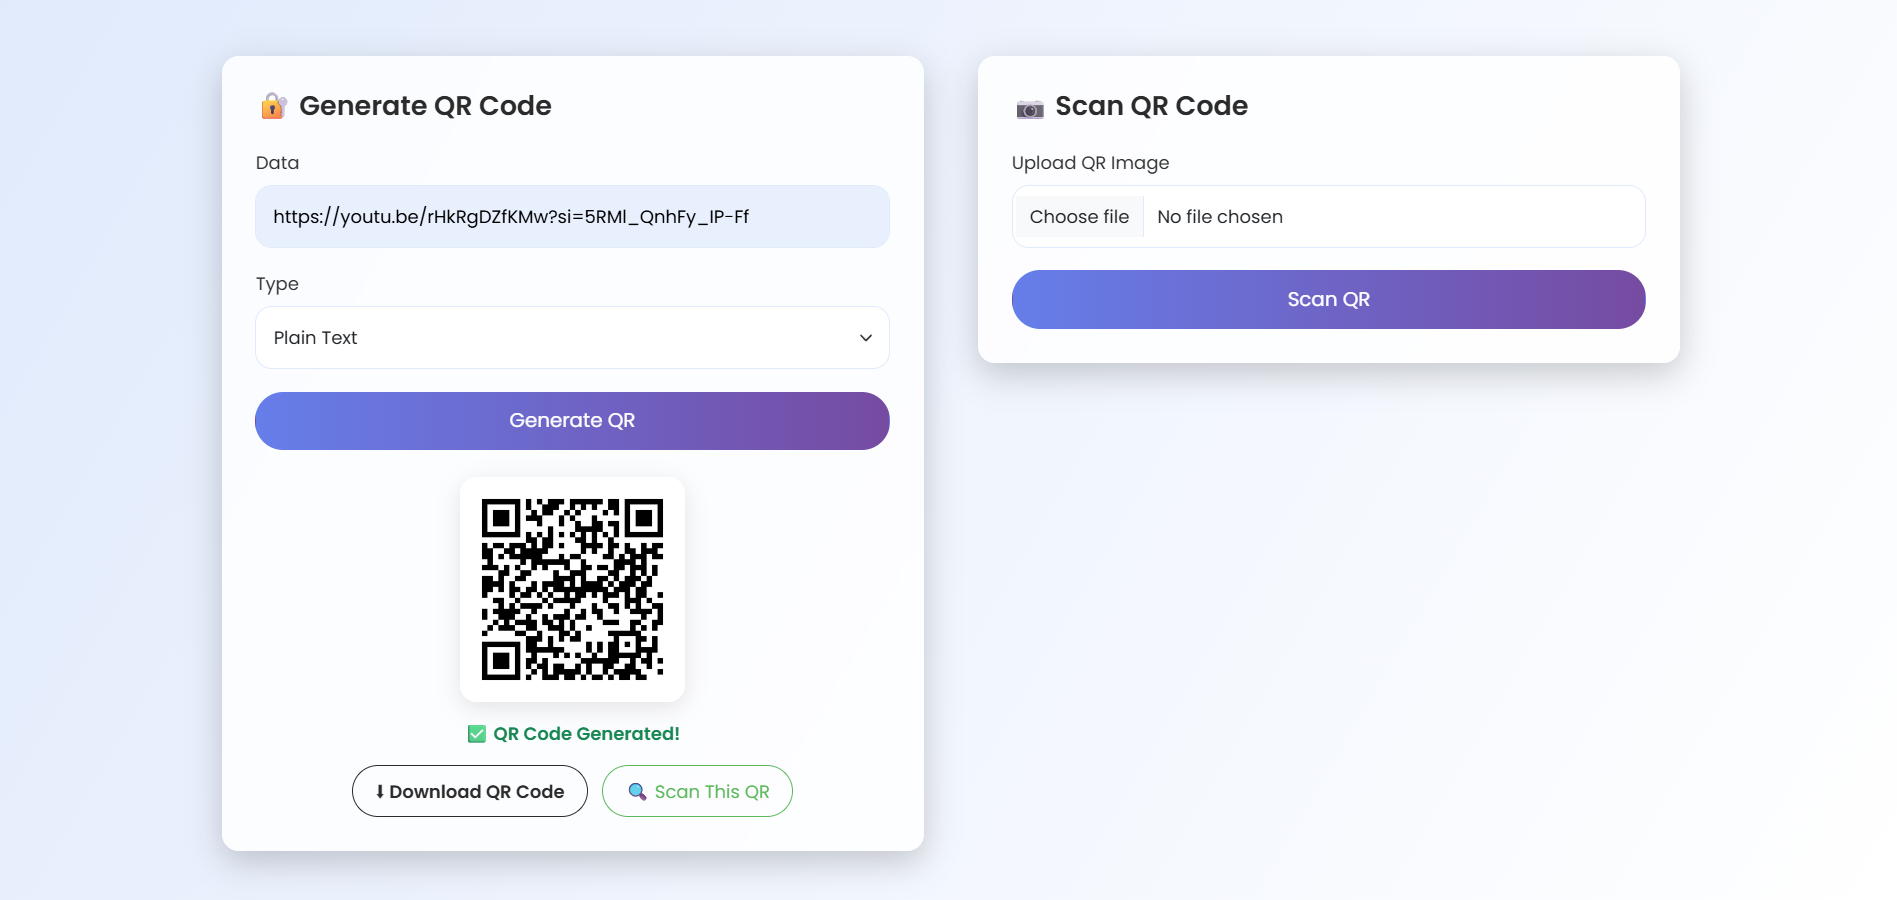 Generate QR Code
Data
https://youtu.be/rHkRgDZfKMw?si=5RMl_QnhFy_IP-Ff
Type
Plain Text
Generate QR
QR Code Generated!
Download QR Code
Scan This QR
Scan QR Code
Upload QR Image
Choose file No file chosen
Scan QR